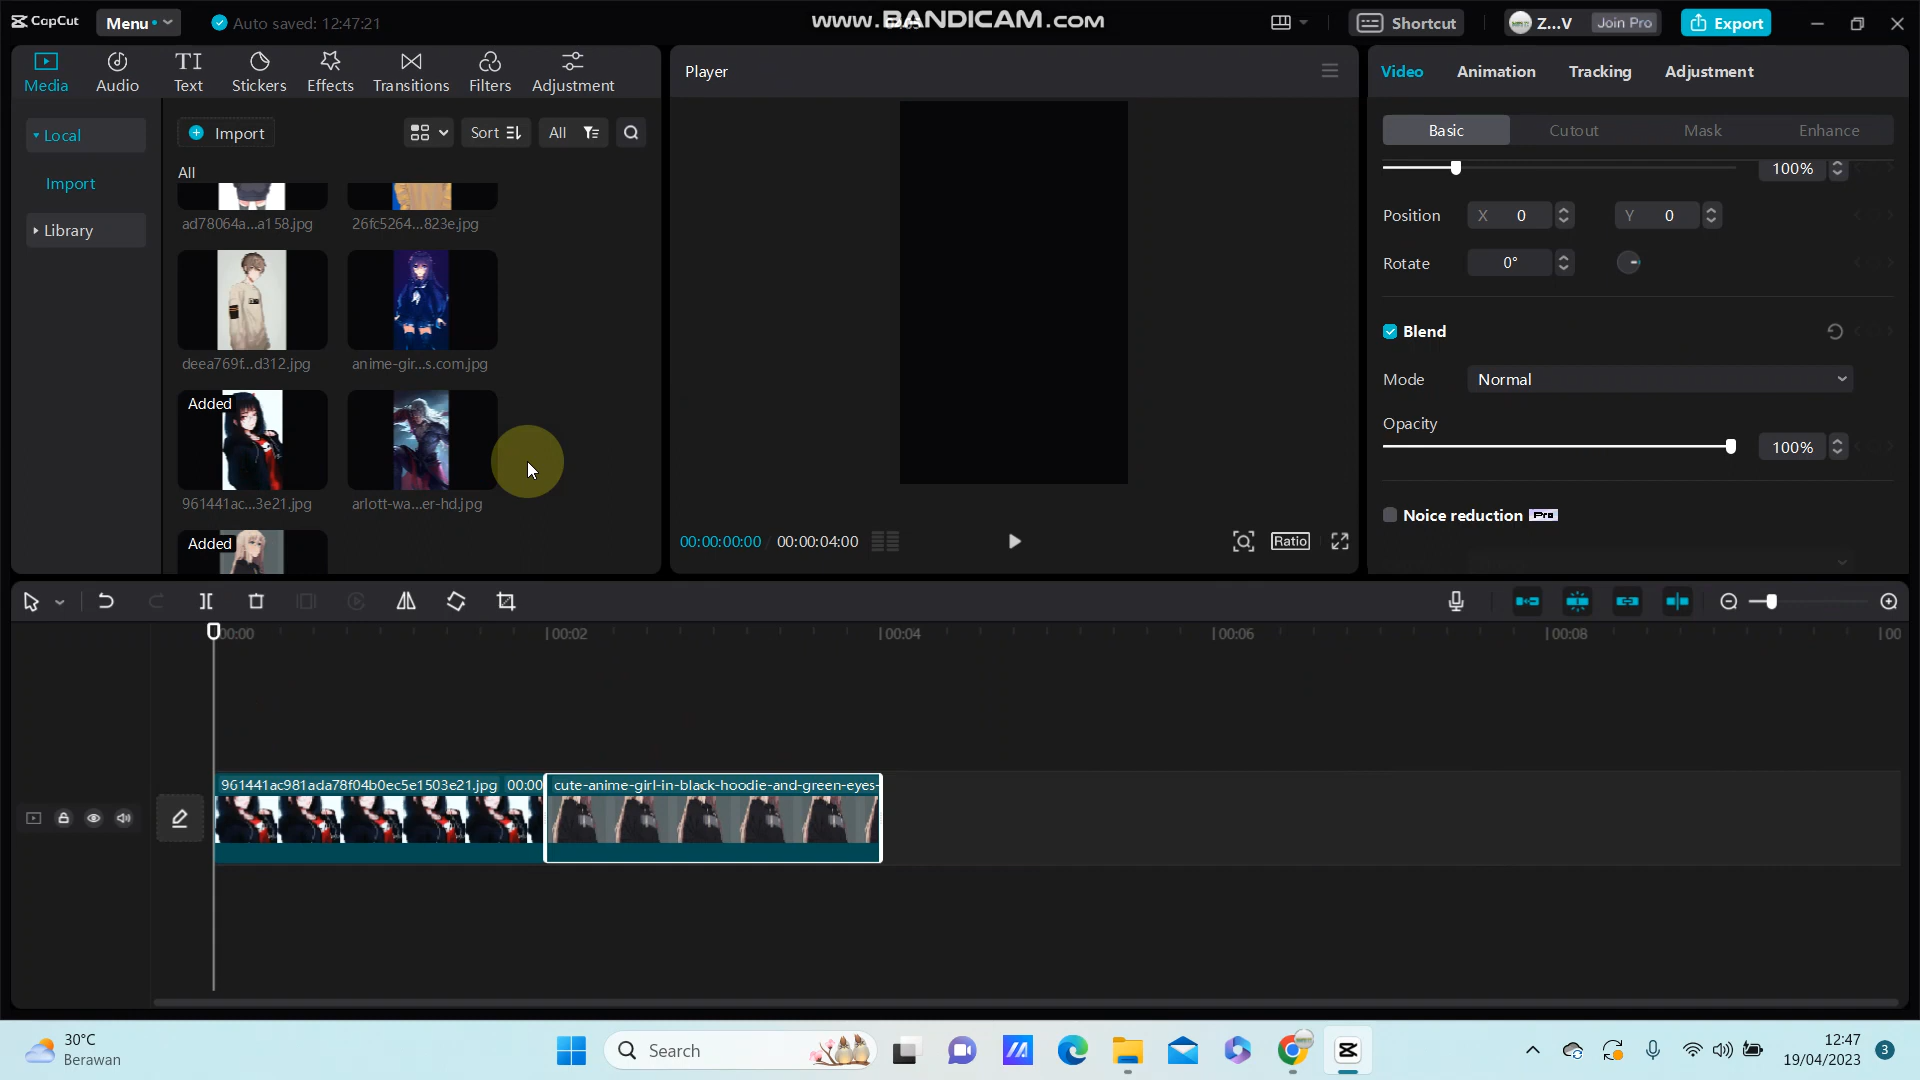 CapCut
Menu
Auto saved: 12:47:21
www.BANDICAM.com
Shortcut
Z...V
Join Pro
Export
Media
Audio
TI
Text
Stickers
Effects
Transitions
Filters
Adjustment
Local
Import
Library
Import
Sort
All
All
ad78064a...a158.jpg
26fc5264...823e.jpg
deea769f...d312.jpg
anime-gir...s.com.jpg
Added
961441ac...3e21.jpg
arlott-wa...er-hd.jpg
Added
Player
00:00:00:00
00:00:04:00
Ratio
Video
Animation
Tracking
Adjustment
Basic
Cutout
Mask
Enhance
100%
Position
X 0
Y 0
Rotate
0°
Blend
Mode
Normal
Opacity
100%
Noice reduction
Pro
00:00
00:02
00:04
00:06
00:08
00
961441ac981ada78f04b0ec5e1503e21.jpg 00:00
cute-anime-girl-in-black-hoodie-and-green-eyes-
30°C
Berawan
Search
12:47
19/04/2023
3